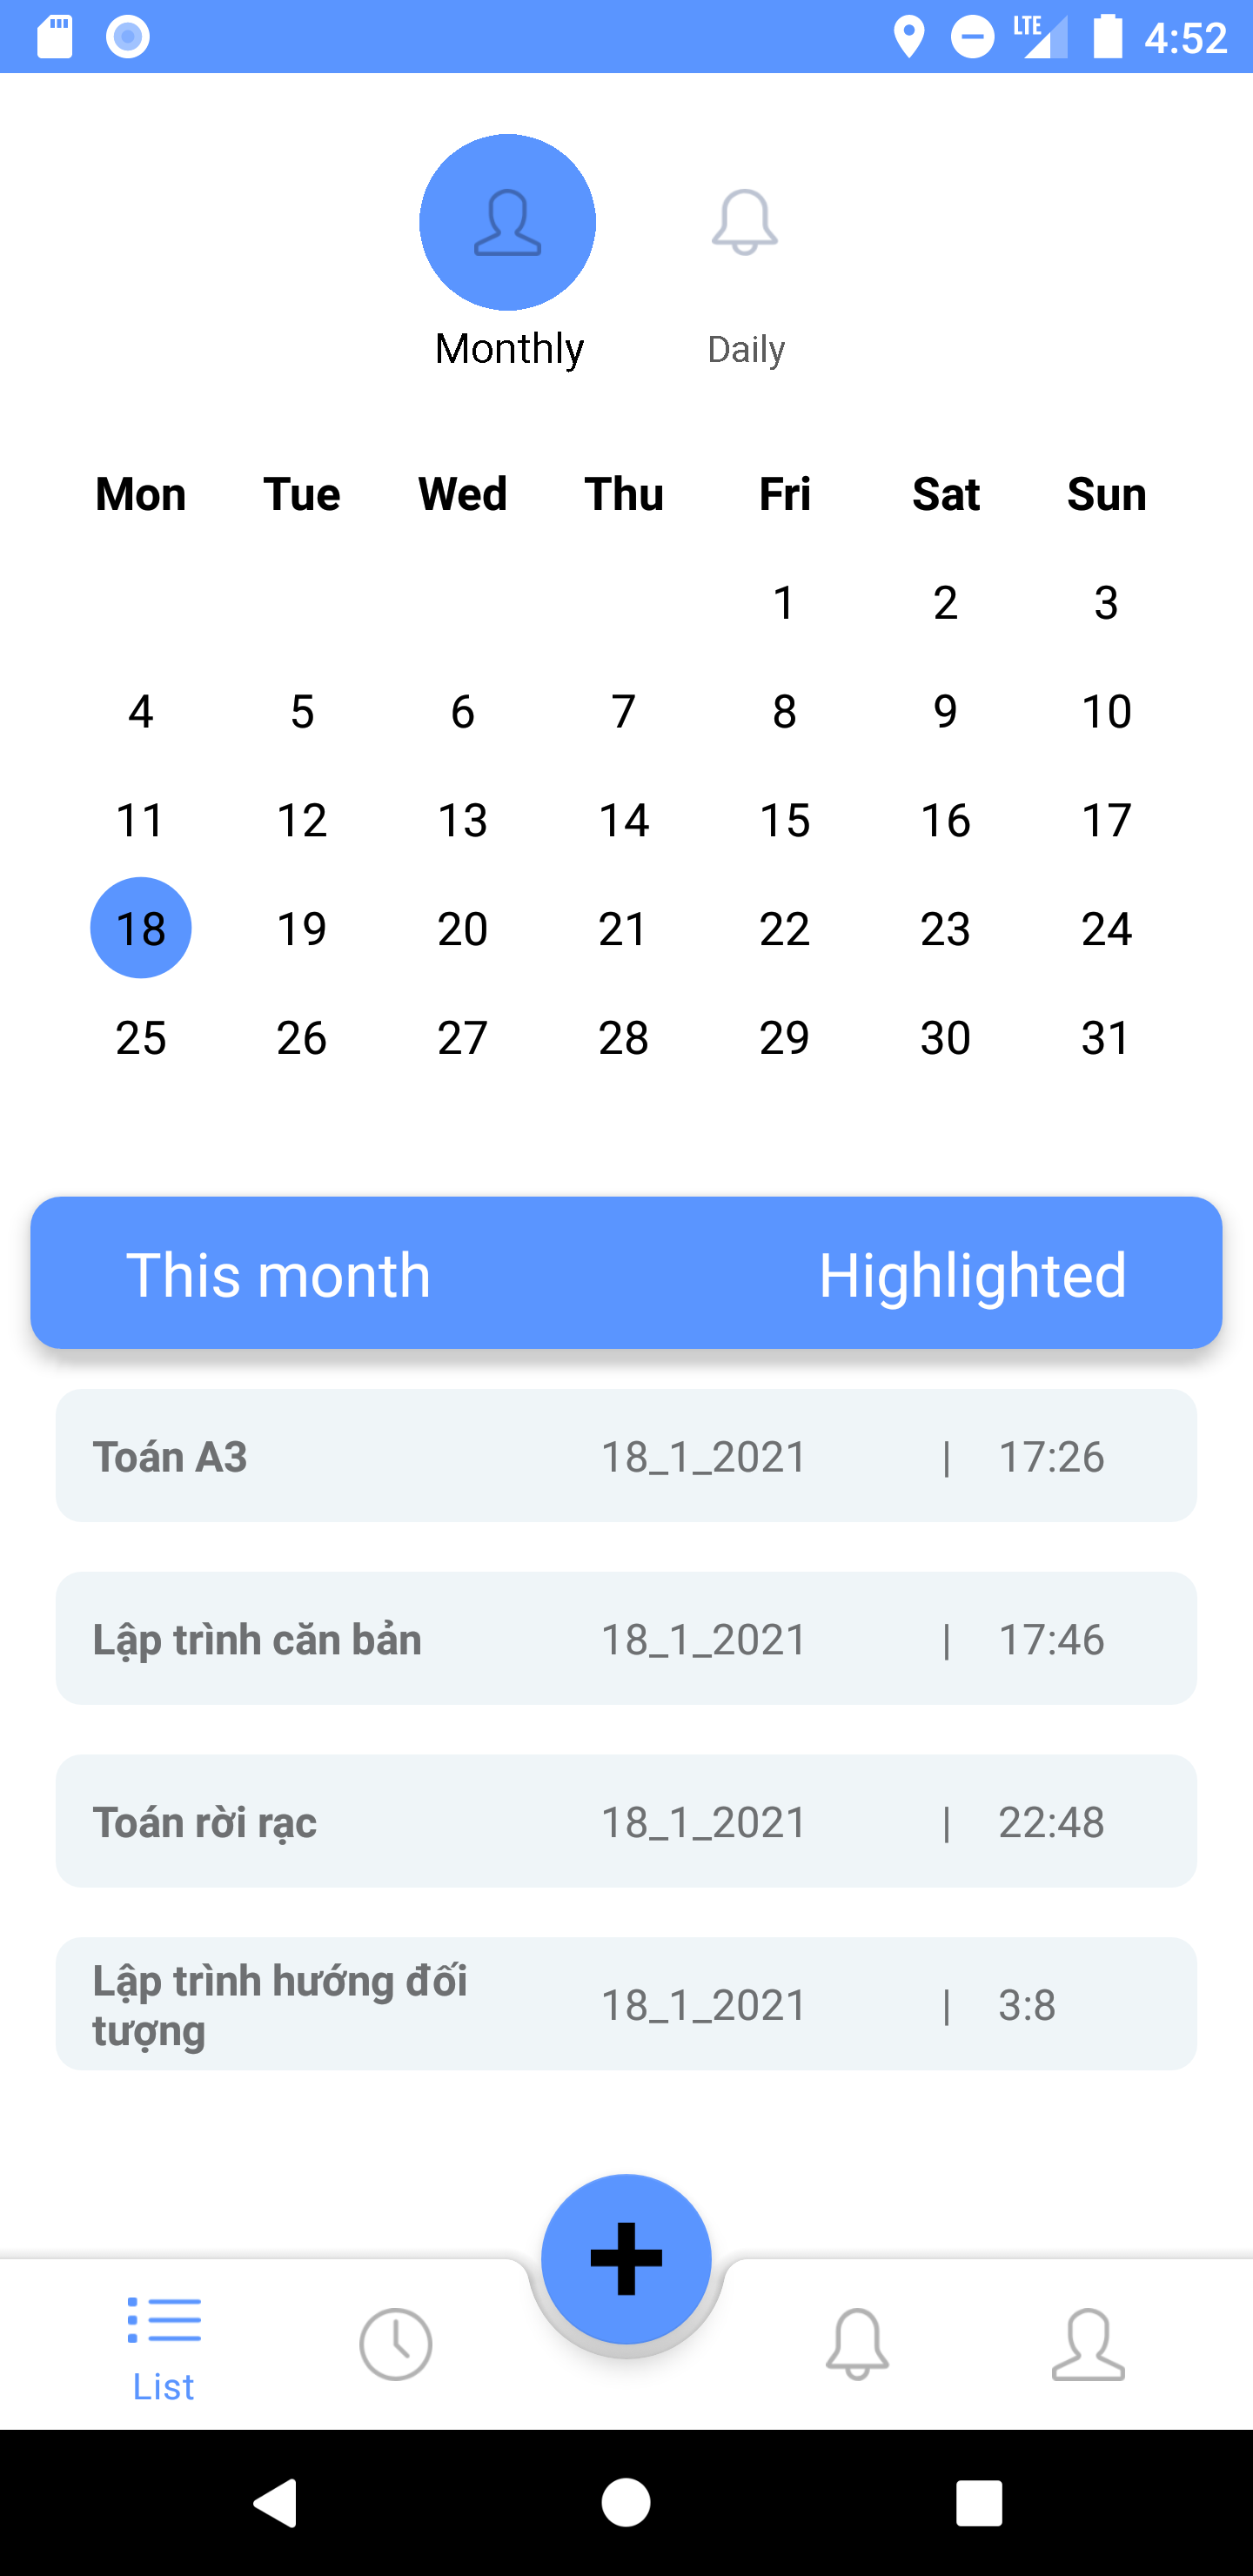 LTE 4:52
Monthly Daily
Mon Tue Wed Thu Fri Sat Sun
1 2 3
4 5 6 7 8 9 10
11 12 13 14 15 16 17
18 19 20 21 22 23 24
25 26 27 28 29 30 31
This month Highlighted
Toán A3 18_1_2021 | 17:26
Lập trình căn bản 18_1_2021 | 17:46
Toán rời rạc 18_1_2021 | 22:48
Lập trình hướng đối
tượng 18_1_2021 | 3:8
List